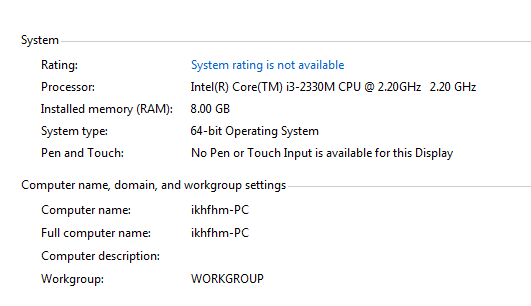 System
Rating: System rating is not available
Processor: Intel(R) Core(TM) i3-2330M CPU @ 2.20GHz 2.20 GHz
Installed memory (RAM): 8.00 GB
System type: 64-bit Operating System
Pen and Touch: No Pen or Touch Input is available for this Display
Computer name, domain, and workgroup settings
Computer name: ikhfhm-PC
Full computer name: ikhfhm-PC
Computer description:
Workgroup: WORKGROUP